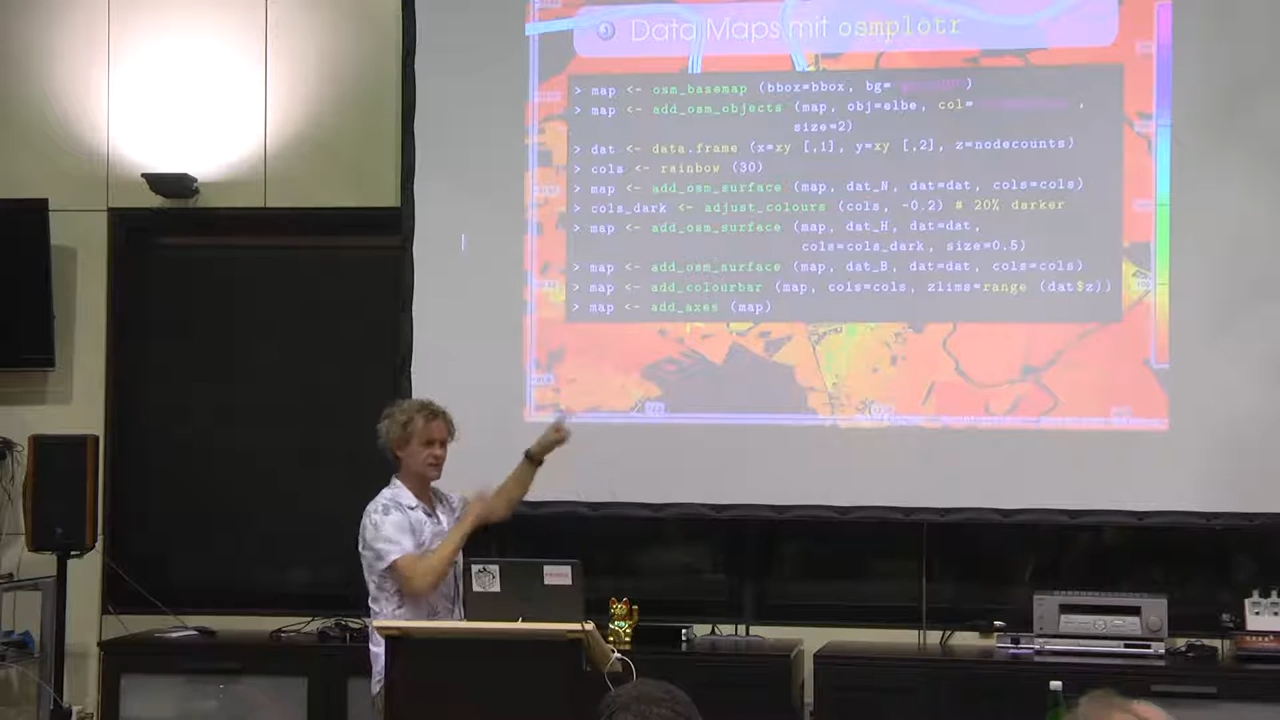 Data Maps mit osmplotr
> map <- osm_basemap (bbox=bbox, bg= )
> map <- add_osm_objects (map, obj=elbe, col= ,
size=2)
> dat <- data.frame (x=xy [,1], y=xy [,2], z=nodecounts)
> cols <- rainbow (30)
> map <- add_osm_surface (map, dat_N, dat=dat, cols=cols)
> cols_dark <- adjust_colours (cols, -0.2) # 20% darker
> map <- add_osm_surface (map, dat_H, dat=dat,
cols=cols_dark, size=0.5)
> map <- add_osm_surface (map, dat_B, dat=dat, cols=cols)
> map <- add_colourbar (map, cols=cols, zlims=range (dat$z))
> map <- add_axes (map)